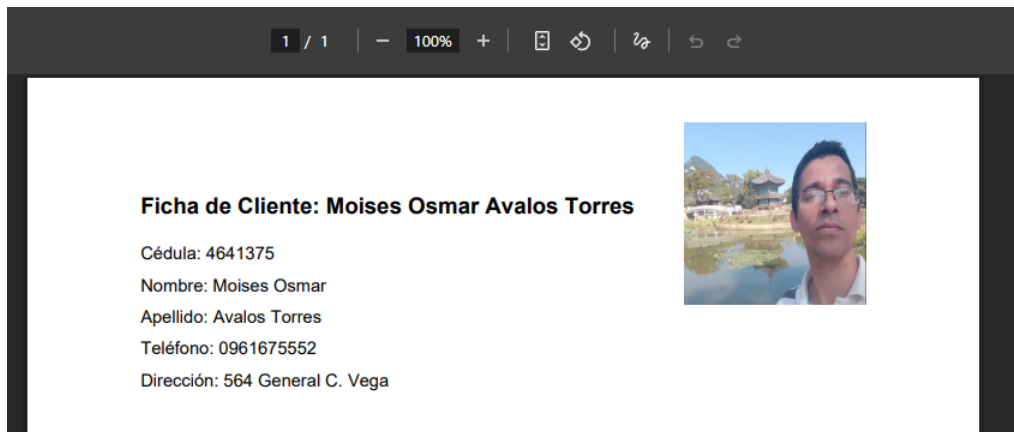 1 / 1 100%
Ficha de Cliente: Moises Osmar Avalos Torres
Cédula: 4641375
Nombre: Moises Osmar
Apellido: Avalos Torres
Teléfono: 0961675552
Dirección: 564 General C. Vega